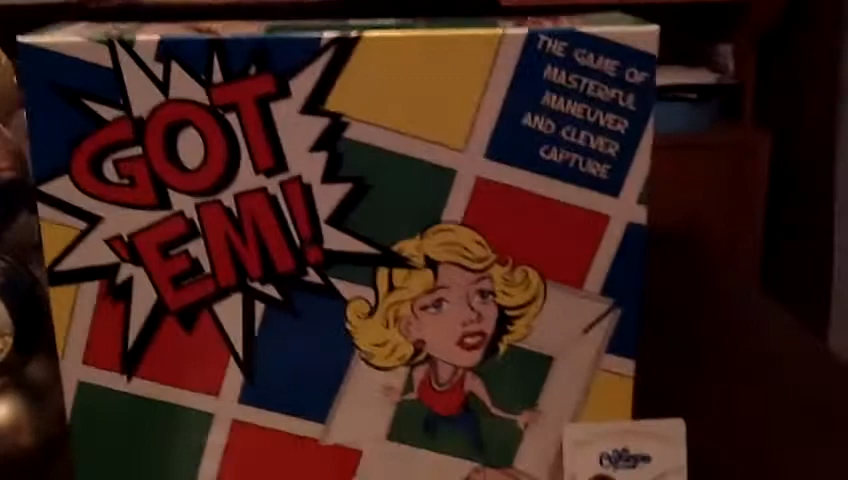 GOT
'EM!
THE GAME OF
MASTERFUL
MANEUVER
AND CLEVER
CAPTURE